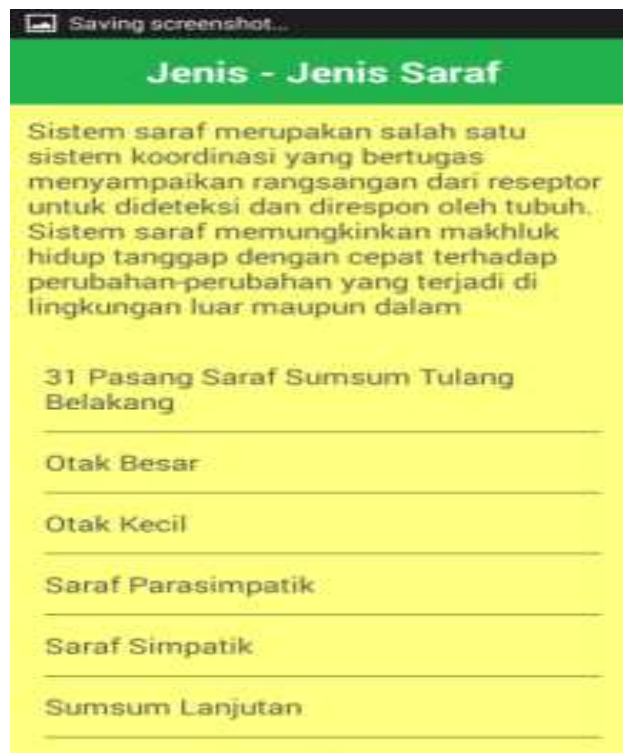 Saving screenshot...
Jenis - Jenis Saraf
Sistem saraf merupakan salah satu
sistem koordinasi yang bertugas
menyampaikan rangsangan dari reseptor
untuk dideteksi dan direspon oleh tubuh.
Sistem saraf memungkinkan makhluk
hidup tanggap dengan cepat terhadap
perubahan-perubahan yang terjadi di
lingkungan luar maupun dalam
31 Pasang Saraf Sumsum Tulang
Belakang
Otak Besar
Otak Kecil
Saraf Parasimpatik
Saraf Simpatik
Sumsum Lanjutan